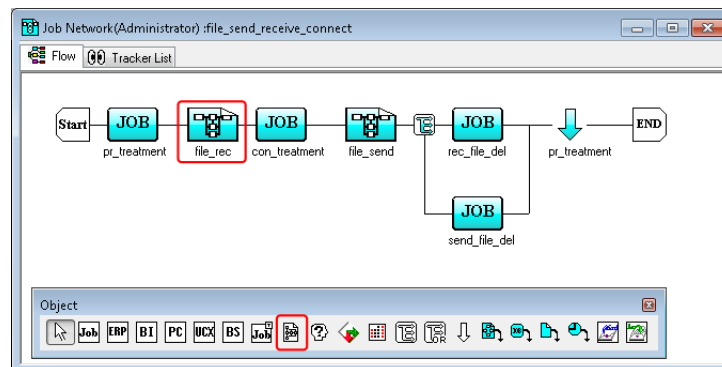 Job Network(Administrator) :file_send_receive_connect
Flow Tracker List
Start JOB JOB JOB END
pr_treatment file_rec con_treatment file_send rec_file_del pr_treatment
JOB
send_file_del
Object
Job ERP BI PC UCX BS Job OR